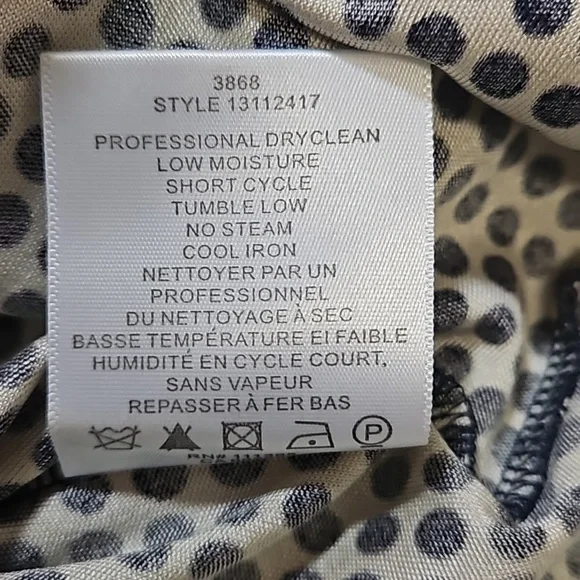 3868
STYLE 13112417
PROFESSIONAL DRYCLEAN
LOW MOISTURE
SHORT CYCLE
TUMBLE LOW
NO STEAM
COOL IRON
NETTOYER PAR UN
PROFESSIONNEL
DU NETTOYAGE À SEC
BASSE TEMPÉRATURE EI FAIBLE
HUMIDITÉ EN CYCLE COURT,
SANS VAPEUR
REPASSER À FER BAS
P
RN#